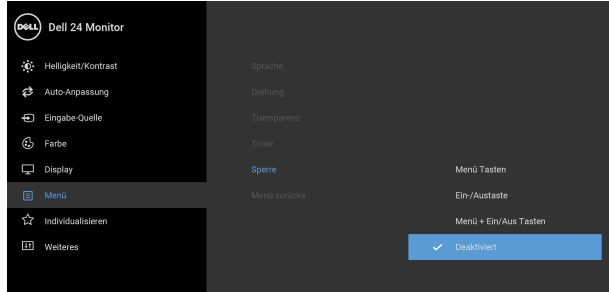 DELL Dell 24 Monitor
Helligkeit/Kontrast
Auto-Anpassung
Eingabe-Quelle
Farbe
Display
Menü
Individualisieren
Weiteres
Sprache
Drehung
Transparenz
Timer
Sperre
Menü zurücks.
Menü Tasten
Ein-/Austaste
Menü + Ein/Aus Tasten
Deaktiviert